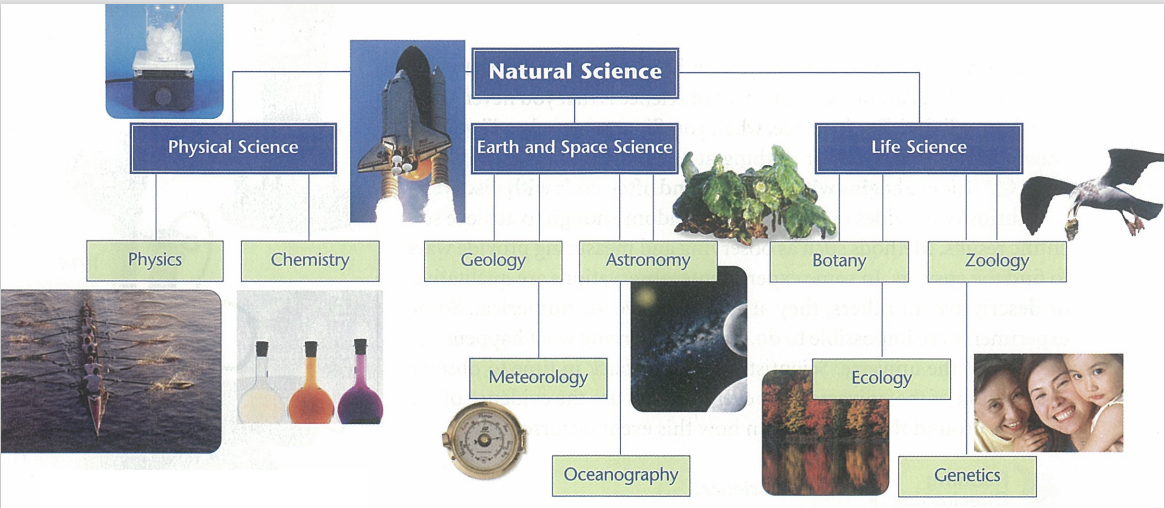 Natural Science
Physical Science
Earth and Space Science
Life Science
Physics
Chemistry
Geology
Astronomy
Botany
Zoology
Meteorology
Ecology
Oceanography
Genetics